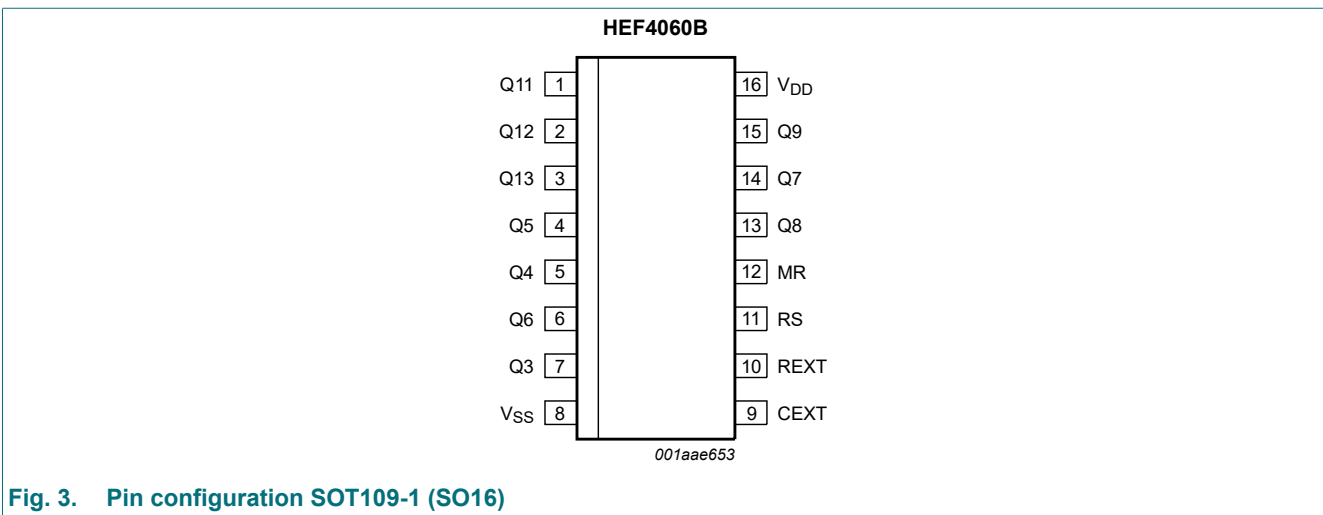 HEF4060B
Q11 1 16 VDD
Q12 2 15 Q9
Q13 3 14 Q7
Q5 4 13 Q8
Q4 5 12 MR
Q6 6 11 RS
Q3 7 10 REXT
VSS 8 9 CEXT
001aae653
Fig. 3. Pin configuration SOT109-1 (SO16)